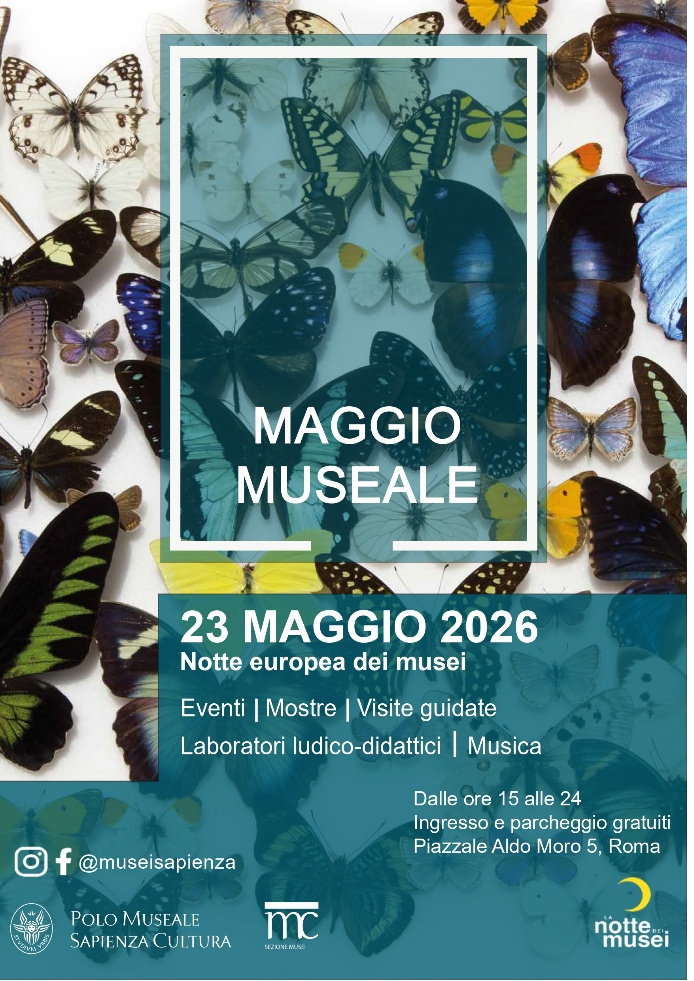 MAGGIO
MUSEALE
23 MAGGIO 2026
Notte europea dei musei
Eventi | Mostre | Visite guidate
Laboratori ludico-didattici | Musica
Dalle ore 15 alle 24
Ingresso e parcheggio gratuiti
Piazzale Aldo Moro 5, Roma
@museisapienza
POLO MUSEALE
SAPIENZA CULTURA
mc
SEZIONE MUSEI
LA
notte DEI
musei